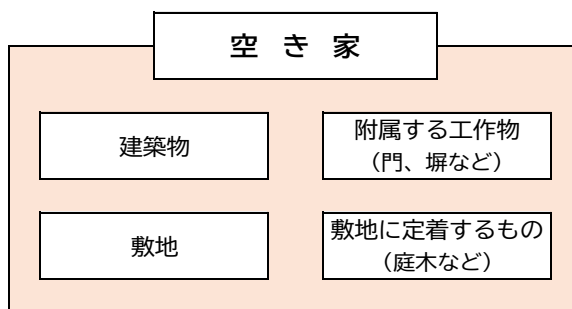 空 き 家
建築物
附属する工作物
（門、塀など）
敷地
敷地に定着するもの
（庭木など）